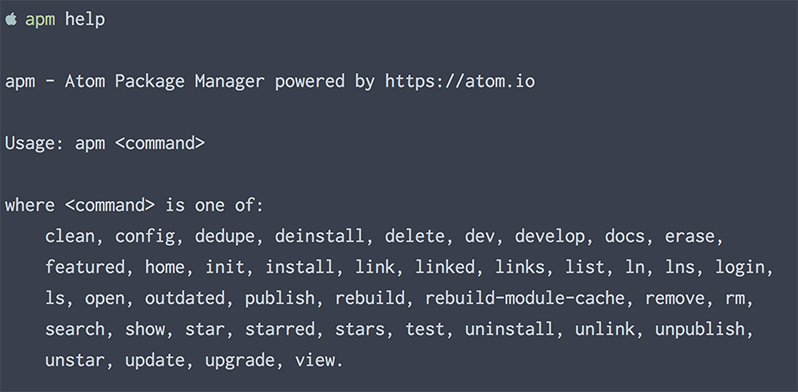 apm help
apm - Atom Package Manager powered by https://atom.io
Usage: apm <command>
where <command> is one of:
clean, config, dedupe, deinstall, delete, dev, develop, docs, erase,
featured, home, init, install, link, linked, links, list, ln, lns, login,
ls, open, outdated, publish, rebuild, rebuild-module-cache, remove, rm,
search, show, star, starred, stars, test, uninstall, unlink, unpublish,
unstar, update, upgrade, view.